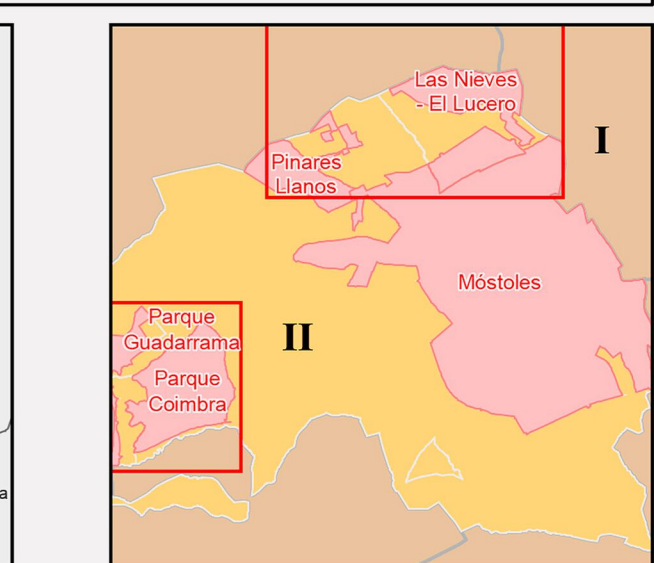 Las Nieves
- El Lucero
I
Pinares
Llanos
Móstoles
II
Parque
Guadarrama
Parque
Coimbra
a